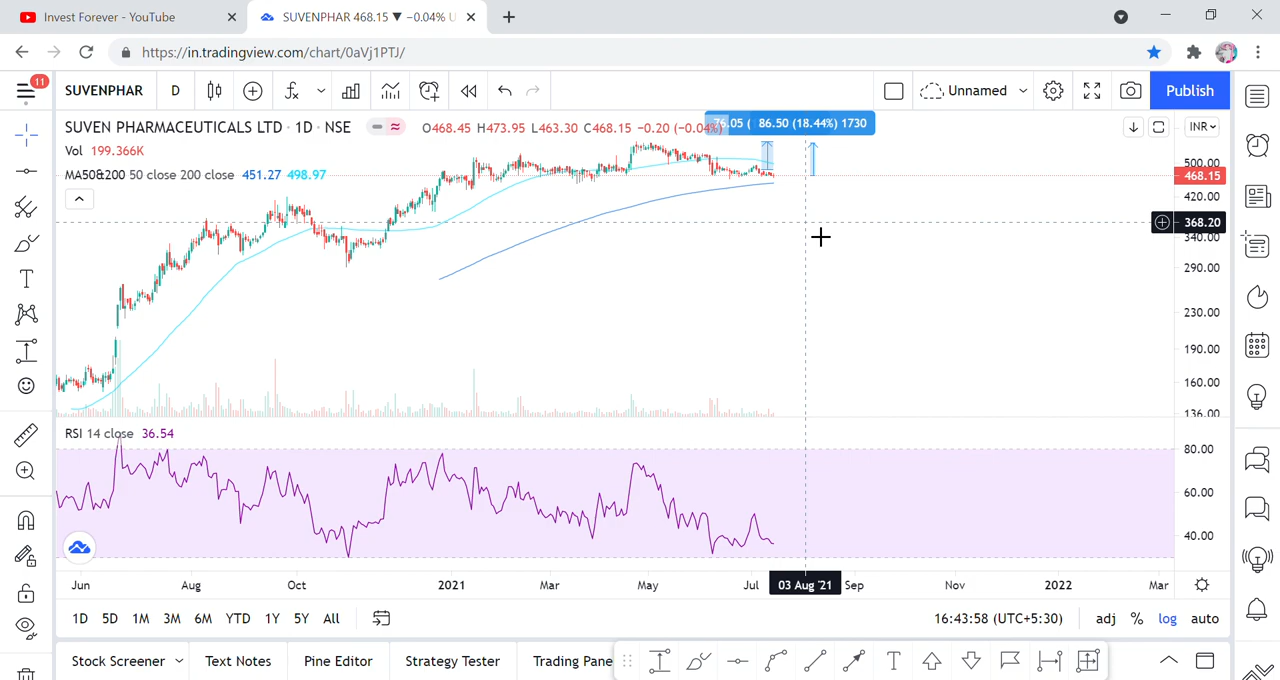 Invest Forever - YouTube
SUVENPHAR 468.15 ▼ −0.04% U
https://in.tradingview.com/chart/0aVj1PTJ/
11
SUVENPHAR D
Unnamed
Publish
SUVEN PHARMACEUTICALS LTD · 1D · NSE
O468.45 H473.95 L463.30 C468.15 −0.20 (−0.04%)
76.05 ( 86.50 (18.44%) 1730
INR
Vol 199.366K
MA50&200 50 close 200 close 451.27 498.97
500.00
468.15
420.00
368.20
340.00
290.00
230.00
190.00
160.00
136.00
RSI 14 close 36.54
80.00
60.00
40.00
Jun Aug Oct 2021 Mar May Jul 03 Aug '21 Sep Nov 2022 Mar
1D 5D 1M 3M 6M YTD 1Y 5Y All
16:43:58 (UTC+5:30) adj % log auto
Stock Screener Text Notes Pine Editor Strategy Tester Trading Pane